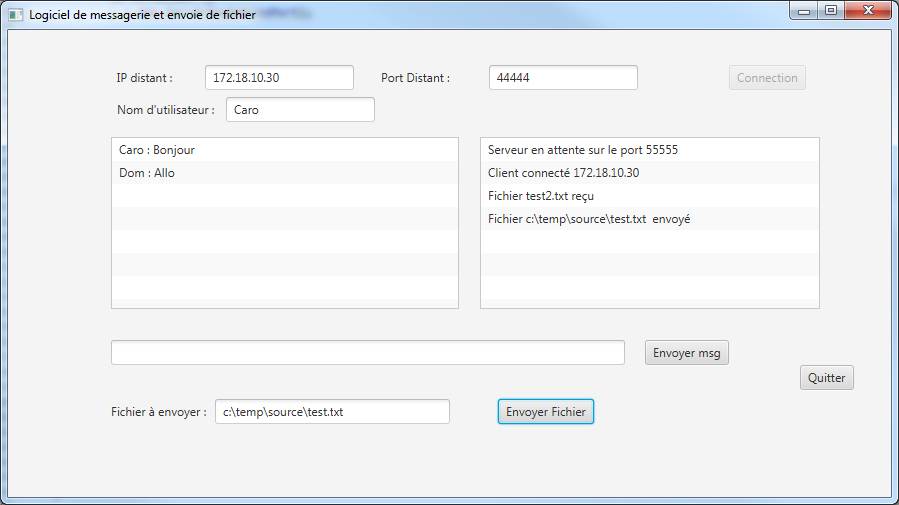 Logiciel de messagerie et envoie de fichier
IP distant : 172.18.10.30 Port Distant : 44444 Connection
Nom d'utilisateur : Caro
Caro : Bonjour
Dom : Allo
Serveur en attente sur le port 55555
Client connecté 172.18.10.30
Fichier test2.txt reçu
Fichier c:\temp\source\test.txt  envoyé
Envoyer msg
Quitter
Fichier à envoyer : c:\temp\source\test.txt Envoyer Fichier